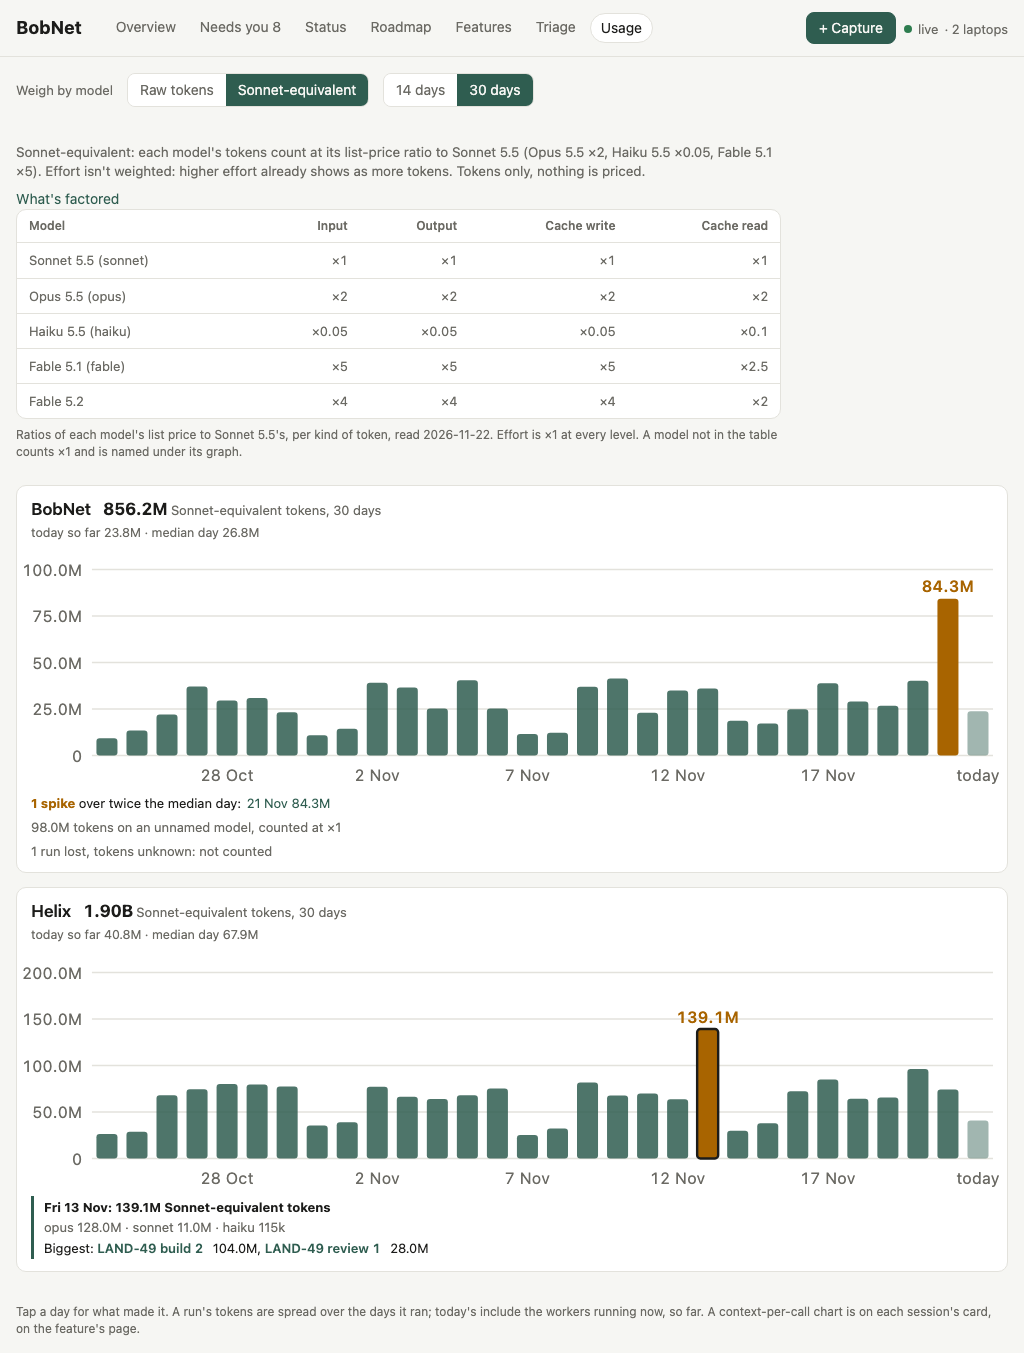 BobNet Overview Needs you 8 Status Roadmap Features Triage Usage + Capture live · 2 laptops
Weigh by model Raw tokens Sonnet-equivalent 14 days 30 days
Sonnet-equivalent: each model's tokens count at its list-price ratio to Sonnet 5.5 (Opus 5.5 ×2, Haiku 5.5 ×0.05, Fable 5.1
×5). Effort isn't weighted: higher effort already shows as more tokens. Tokens only, nothing is priced.
What's factored
Model Input Output Cache write Cache read
Sonnet 5.5 (sonnet) ×1 ×1 ×1 ×1
Opus 5.5 (opus) ×2 ×2 ×2 ×2
Haiku 5.5 (haiku) ×0.05 ×0.05 ×0.05 ×0.1
Fable 5.1 (fable) ×5 ×5 ×5 ×2.5
Fable 5.2 ×4 ×4 ×4 ×2
Ratios of each model's list price to Sonnet 5.5's, per kind of token, read 2026-11-22. Effort is ×1 at every level. A model not in the table
counts ×1 and is named under its graph.
BobNet 856.2M Sonnet-equivalent tokens, 30 days
today so far 23.8M · median day 26.8M
100.0M
84.3M
75.0M
50.0M
25.0M
0
28 Oct 2 Nov 7 Nov 12 Nov 17 Nov today
1 spike over twice the median day: 21 Nov 84.3M
98.0M tokens on an unnamed model, counted at ×1
1 run lost, tokens unknown: not counted
Helix 1.90B Sonnet-equivalent tokens, 30 days
today so far 40.8M · median day 67.9M
200.0M
150.0M
139.1M
100.0M
50.0M
0
28 Oct 2 Nov 7 Nov 12 Nov 17 Nov today
Fri 13 Nov: 139.1M Sonnet-equivalent tokens
opus 128.0M · sonnet 11.0M · haiku 115k
Biggest: LAND-49 build 2 104.0M, LAND-49 review 1 28.0M
Tap a day for what made it. A run's tokens are spread over the days it ran; today's include the workers running now, so far. A context-per-call chart is on each session's card,
on the feature's page.